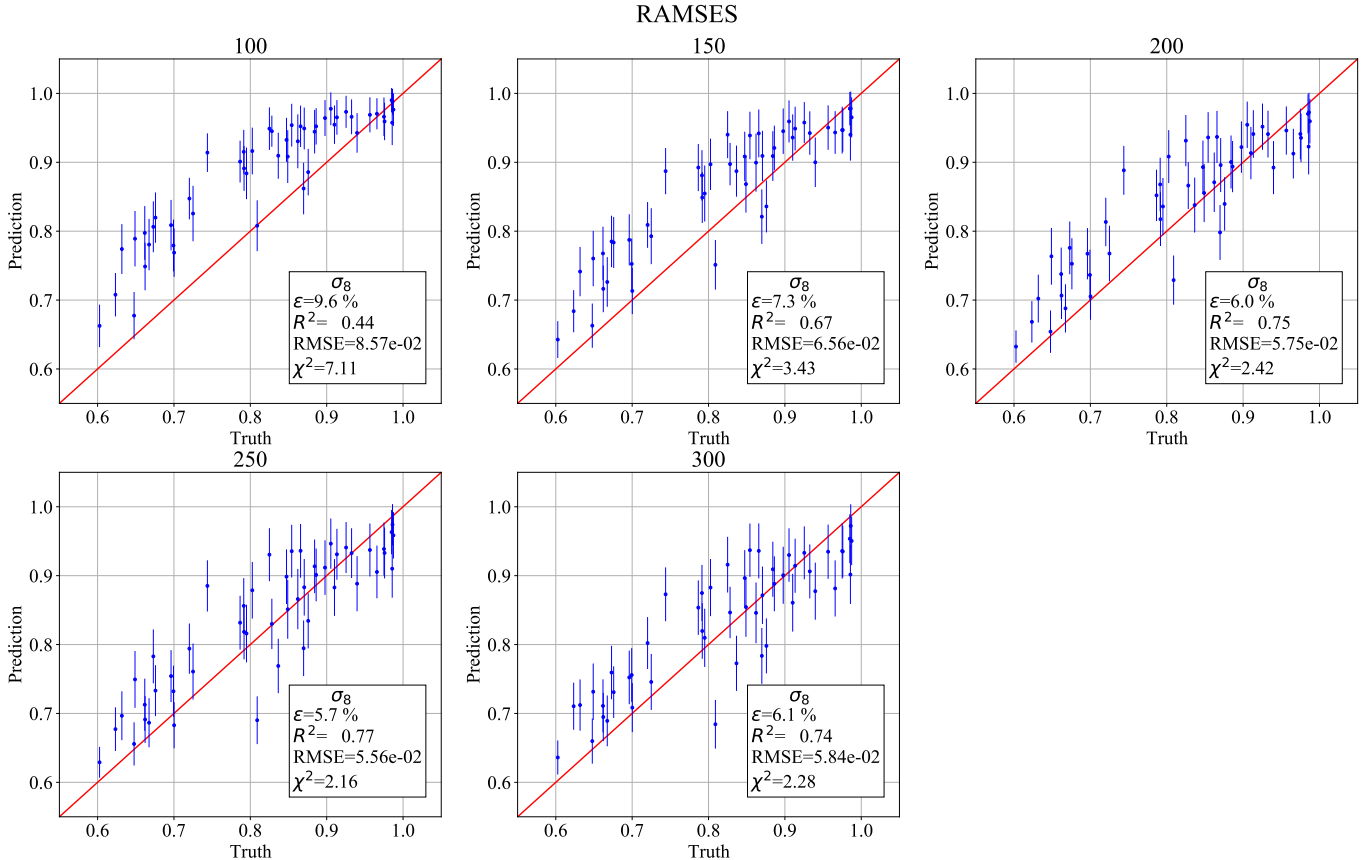 RAMSES
100
Prediction
1.0
0.9
0.8
0.7
0.6
σ8
ε=9.6 %
R²= 0.44
RMSE=8.57e-02
χ²=7.11
0.6 0.7 0.8 0.9 1.0
Truth
150
Prediction
1.0
0.9
0.8
0.7
0.6
σ8
ε=7.3 %
R²= 0.67
RMSE=6.56e-02
χ²=3.43
0.6 0.7 0.8 0.9 1.0
Truth
200
Prediction
1.0
0.9
0.8
0.7
0.6
σ8
ε=6.0 %
R²= 0.75
RMSE=5.75e-02
χ²=2.42
0.6 0.7 0.8 0.9 1.0
Truth
250
Prediction
1.0
0.9
0.8
0.7
0.6
σ8
ε=5.7 %
R²= 0.77
RMSE=5.56e-02
χ²=2.16
0.6 0.7 0.8 0.9 1.0
Truth
300
Prediction
1.0
0.9
0.8
0.7
0.6
σ8
ε=6.1 %
R²= 0.74
RMSE=5.84e-02
χ²=2.28
0.6 0.7 0.8 0.9 1.0
Truth